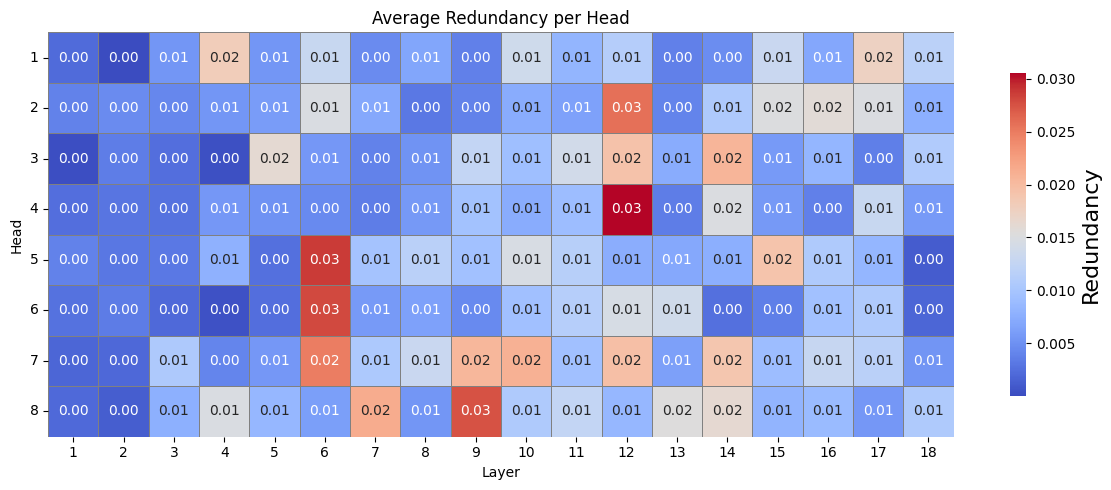 Average Redundancy per Head
1 0.00 0.00 0.01 0.02 0.01 0.01 0.00 0.01 0.00 0.01 0.01 0.01 0.00 0.00 0.01 0.01 0.02 0.01
2 0.00 0.00 0.00 0.01 0.01 0.01 0.01 0.00 0.00 0.01 0.01 0.03 0.00 0.01 0.02 0.02 0.01 0.01
3 0.00 0.00 0.00 0.00 0.02 0.01 0.00 0.01 0.01 0.01 0.01 0.02 0.01 0.02 0.01 0.01 0.00 0.01
4 0.00 0.00 0.00 0.01 0.01 0.00 0.00 0.01 0.01 0.01 0.01 0.03 0.00 0.02 0.01 0.00 0.01 0.01
5 0.00 0.00 0.00 0.01 0.00 0.03 0.01 0.01 0.01 0.01 0.01 0.01 0.01 0.01 0.02 0.01 0.01 0.00
6 0.00 0.00 0.00 0.00 0.00 0.03 0.01 0.01 0.00 0.01 0.01 0.01 0.01 0.00 0.00 0.01 0.01 0.00
7 0.00 0.00 0.01 0.00 0.01 0.02 0.01 0.01 0.02 0.02 0.01 0.02 0.01 0.02 0.01 0.01 0.01 0.01
8 0.00 0.00 0.01 0.01 0.01 0.01 0.02 0.01 0.03 0.01 0.01 0.01 0.02 0.02 0.01 0.01 0.01 0.01
1 2 3 4 5 6 7 8 9 10 11 12 13 14 15 16 17 18
Layer
Head
0.030
0.025
0.020
0.015
0.010
0.005
Redundancy